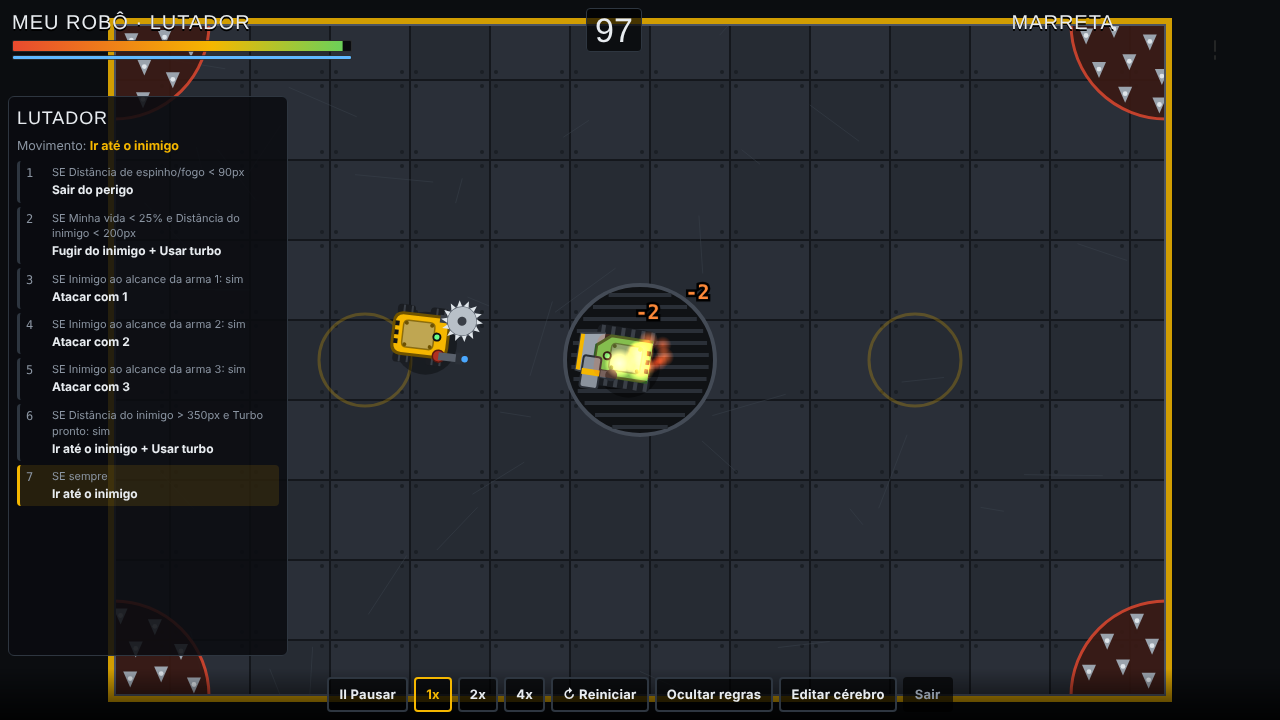 MEU ROBÔ · LUTADOR
97
MARRETA
LUTADOR
Movimento: Ir até o inimigo
1 SE Distância de espinho/fogo < 90px
Sair do perigo
2 SE Minha vida < 25% e Distância do
inimigo < 200px
Fugir do inimigo + Usar turbo
3 SE Inimigo ao alcance da arma 1: sim
Atacar com 1
4 SE Inimigo ao alcance da arma 2: sim
Atacar com 2
5 SE Inimigo ao alcance da arma 3: sim
Atacar com 3
6 SE Distância do inimigo > 350px e Turbo
pronto: sim
Ir até o inimigo + Usar turbo
7 SE sempre
Ir até o inimigo
-2
-2
II Pausar
1x
2x
4x
↻ Reiniciar
Ocultar regras
Editar cérebro
Sair